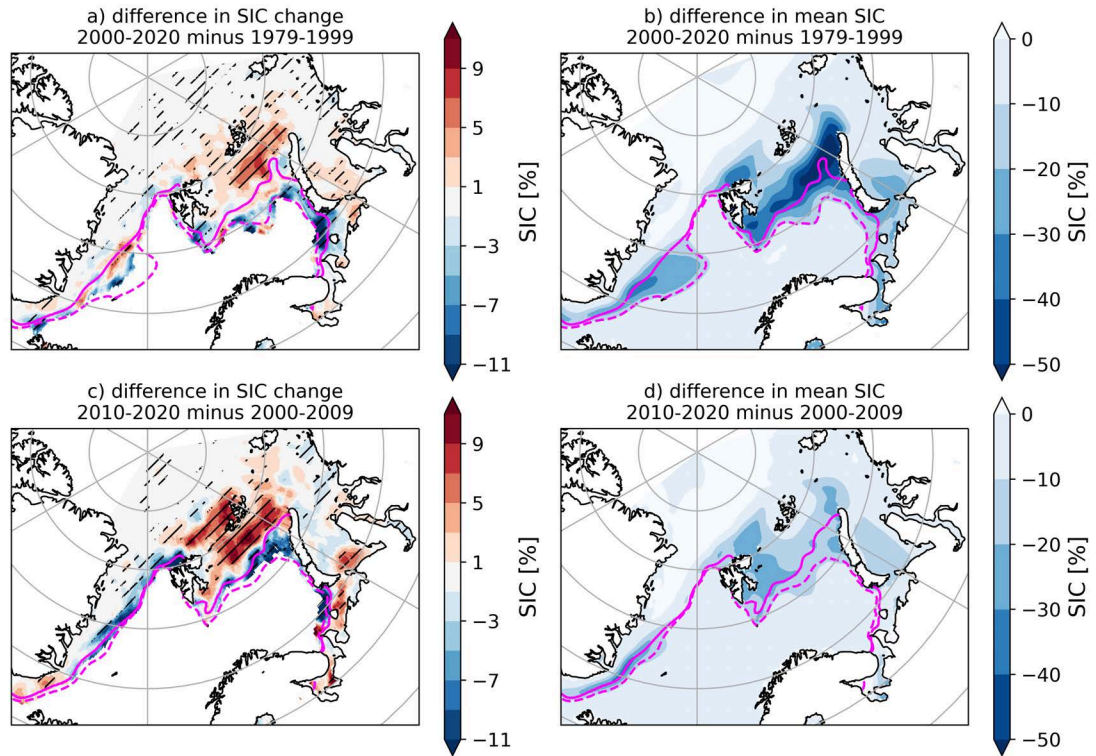 a) difference in SIC change
2000-2020 minus 1979-1999
9
5
1
−3
−7
−11
SIC [%]
b) difference in mean SIC
2000-2020 minus 1979-1999
0
−10
−20
−30
−40
−50
SIC [%]
c) difference in SIC change
2010-2020 minus 2000-2009
9
5
1
−3
−7
−11
SIC [%]
d) difference in mean SIC
2010-2020 minus 2000-2009
0
−10
−20
−30
−40
−50
SIC [%]